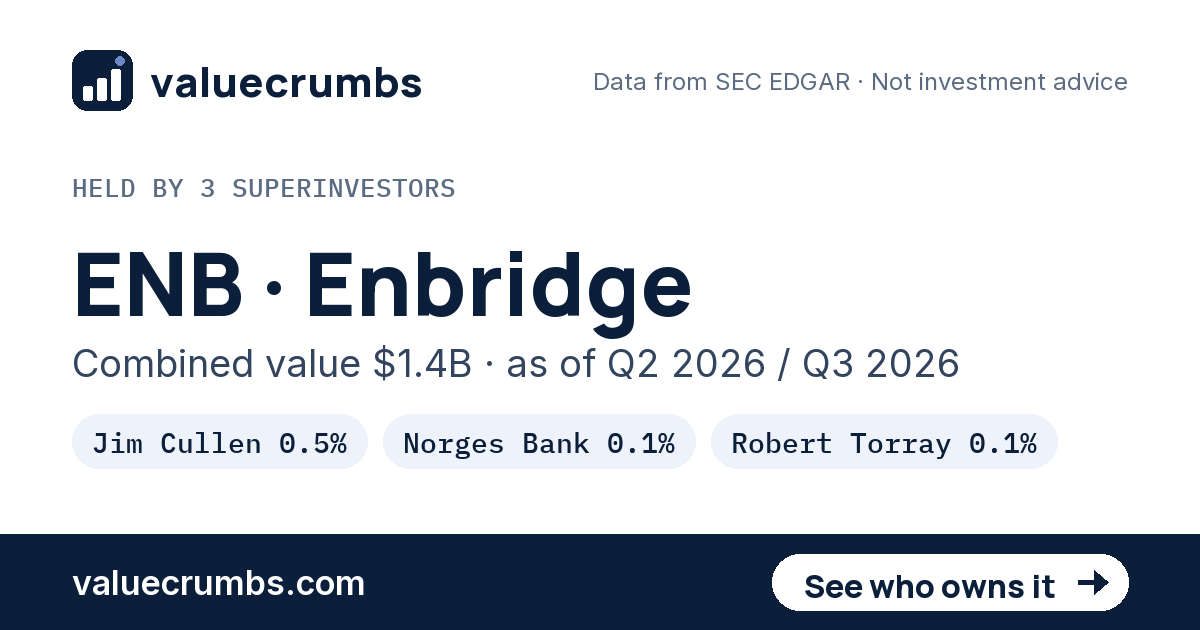 valuecrumbs
Data from SEC EDGAR · Not investment advice
HELD BY 3 SUPERINVESTORS
ENB · Enbridge
Combined value $1.4B · as of Q2 2026 / Q3 2026
Jim Cullen 0.5%
Norges Bank 0.1%
Robert Torray 0.1%
valuecrumbs.com
See who owns it →